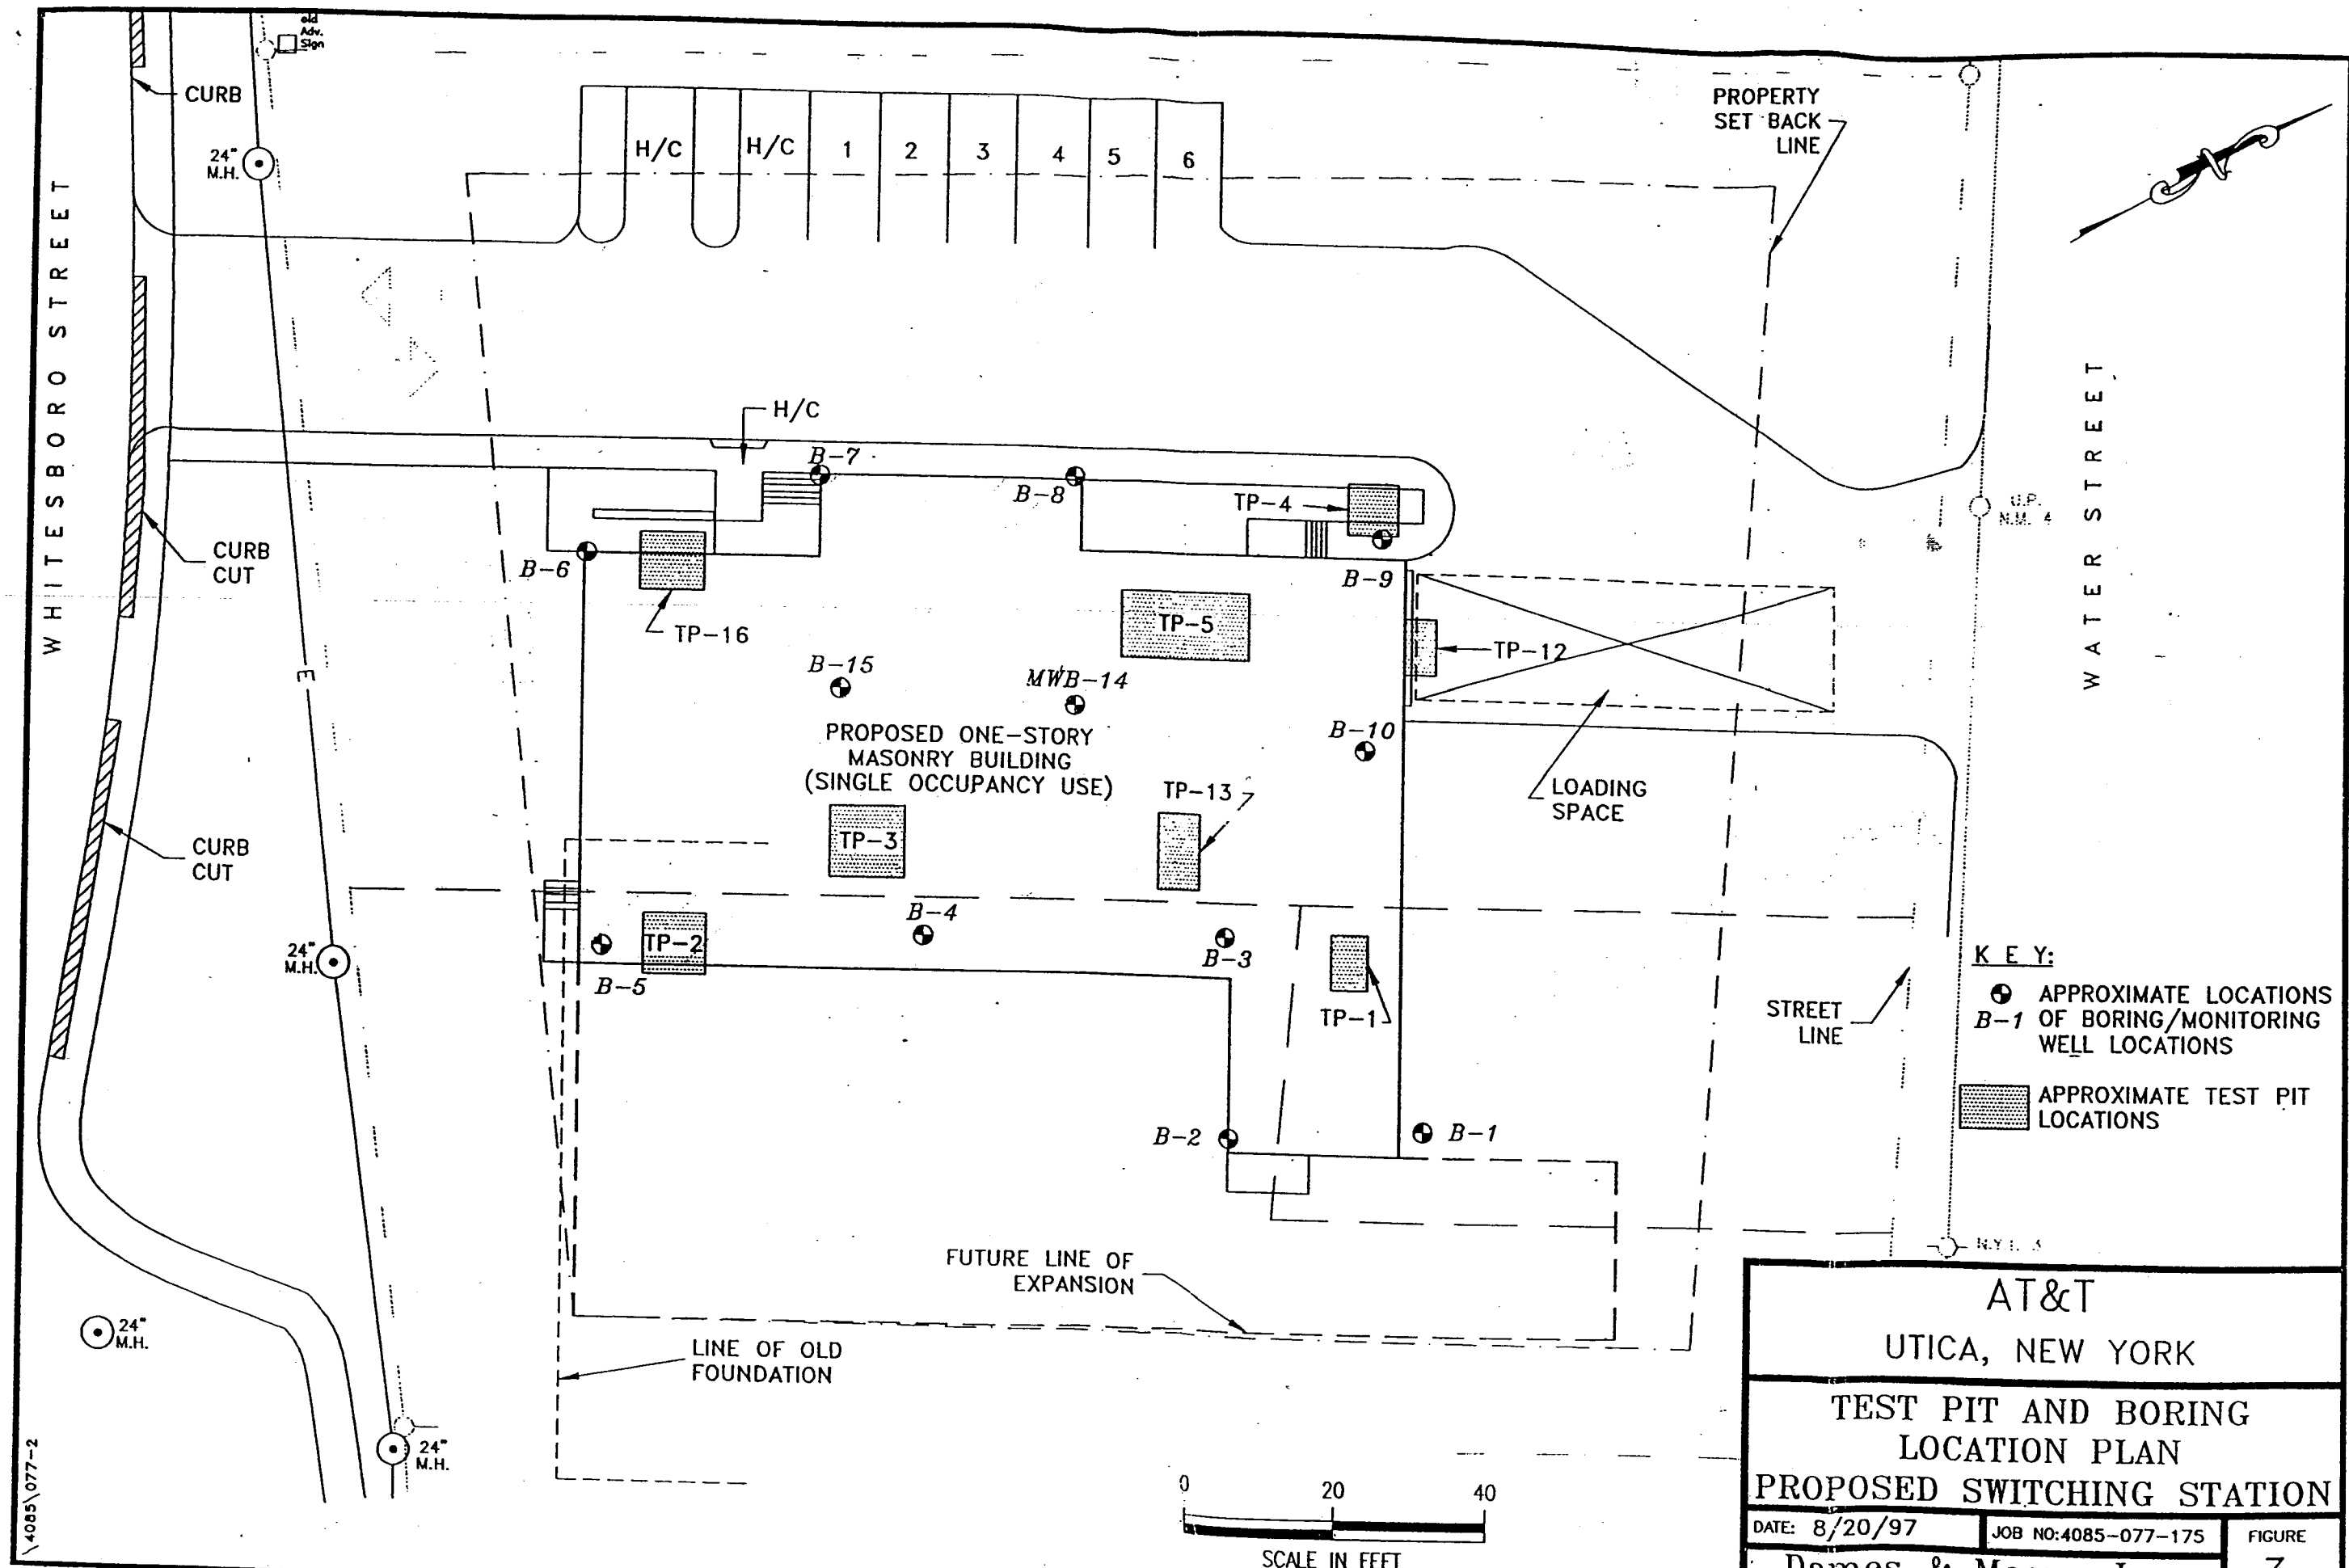 old
Adv.
Sign
CURB
24"
M.H.
H/C
H/C
1
2
3
4
5
6
PROPERTY
SET BACK
LINE
WHITESBORO STREET
H/C
B-7
B-8
TP-4
U.P.
N.M. 4
WATER STREET
CURB
CUT
B-6
B-9
TP-16
TP-5
TP-12
E
B-15
MWB-14
B-10
PROPOSED ONE-STORY
MASONRY BUILDING
(SINGLE OCCUPANCY USE)
LOADING
SPACE
TP-13
TP-3
CURB
CUT
B-4
TP-2
B-3
B-5
24"
M.H.
TP-1
STREET
LINE
KEY:
APPROXIMATE LOCATIONS
B-1 OF BORING/MONITORING
WELL LOCATIONS
APPROXIMATE TEST PIT
LOCATIONS
B-2
B-1
FUTURE LINE OF
EXPANSION
24"
M.H.
LINE OF OLD
FOUNDATION
24"
M.H.
\4085\077-2
0 20 40
SCALE IN FEET
AT&T
UTICA, NEW YORK
TEST PIT AND BORING
LOCATION PLAN
PROPOSED SWITCHING STATION
DATE: 8/20/97
JOB NO:4085-077-175
FIGURE